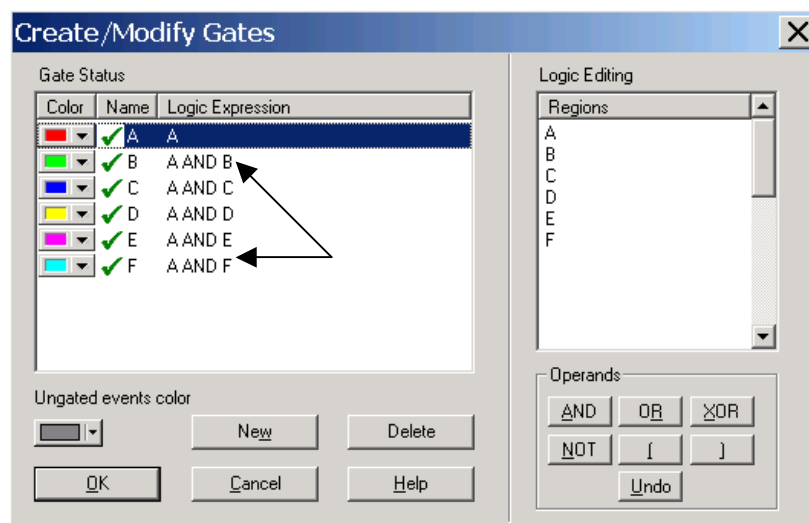 Create/Modify Gates
Gate Status
Color Name Logic Expression
A A
B A AND B
C A AND C
D A AND D
E A AND E
F A AND F
Ungated events color
New Delete
OK Cancel Help
Logic Editing
Regions
A
B
C
D
E
F
Operands
AND OR XOR
NOT ( )
Undo